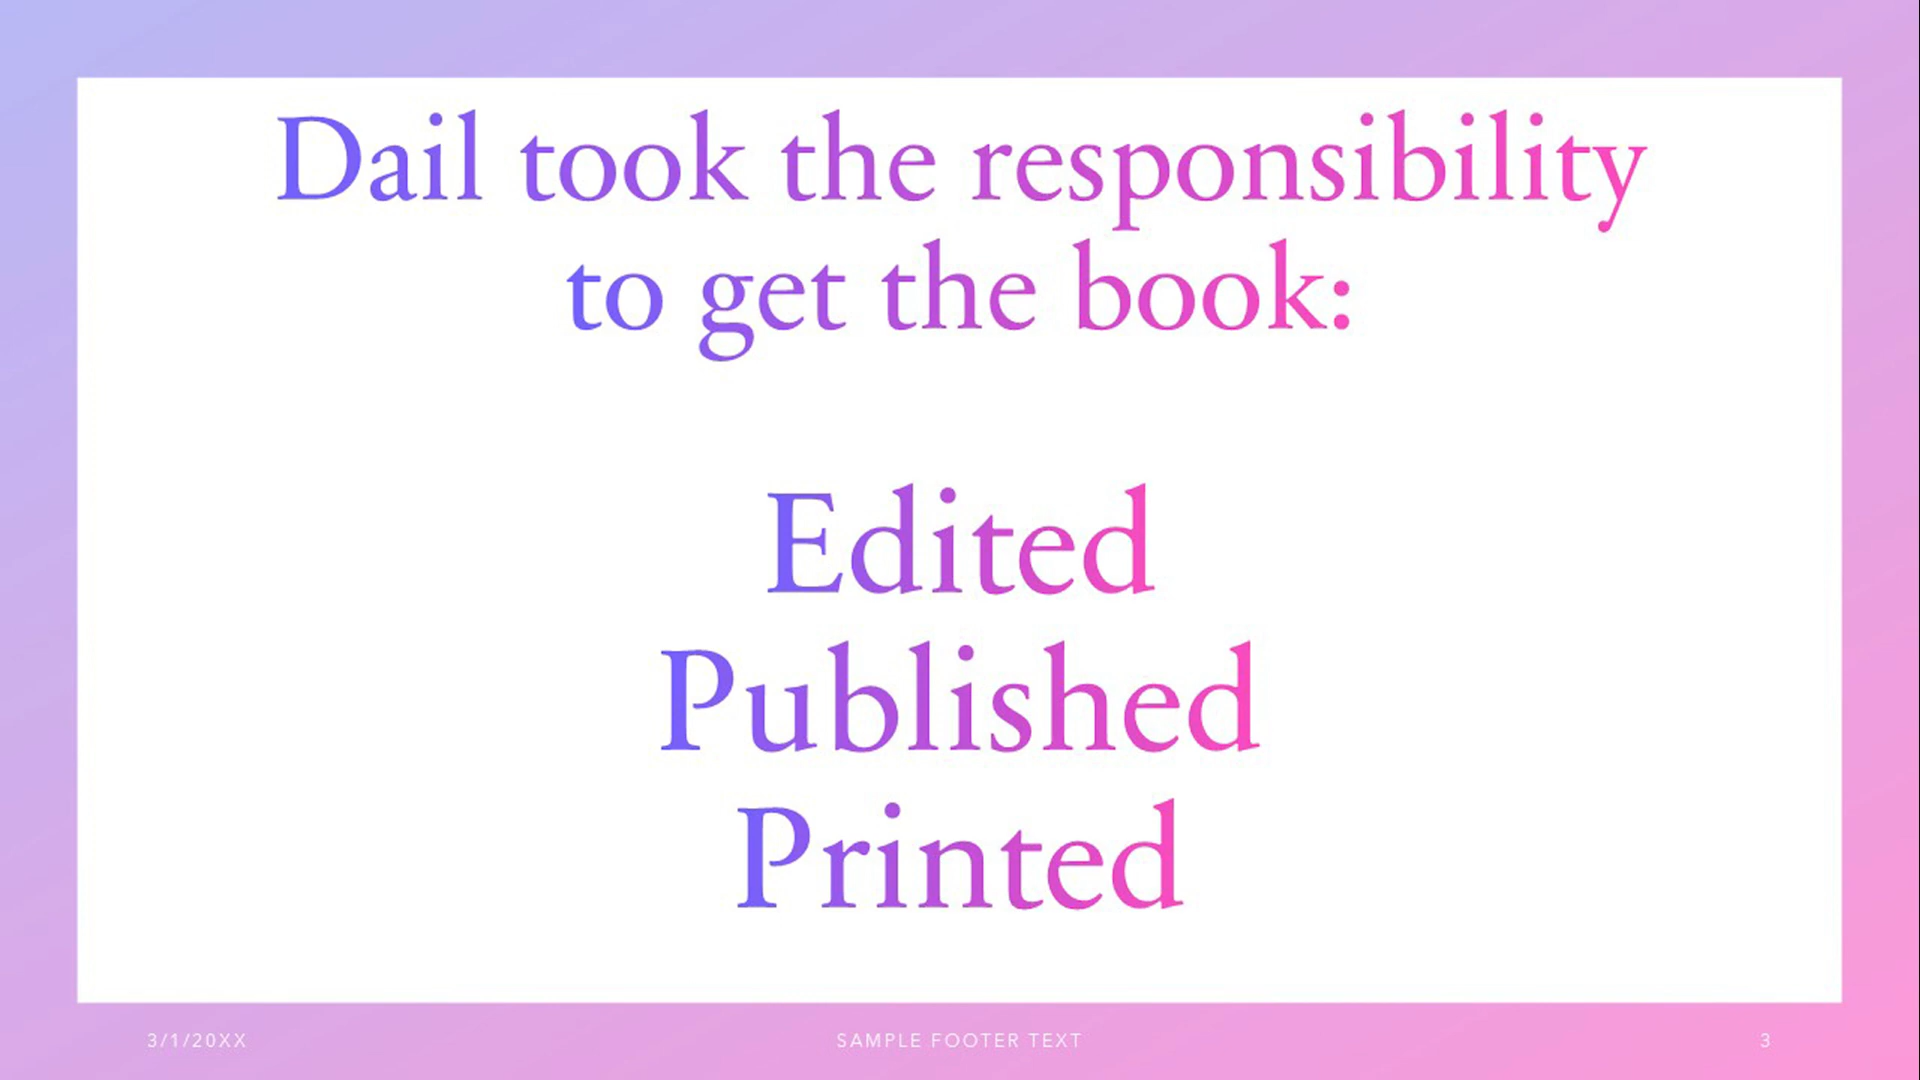 Dail took the responsibility
to get the book:
Edited
Published
Printed
3/1/20XX
SAMPLE FOOTER TEXT
3